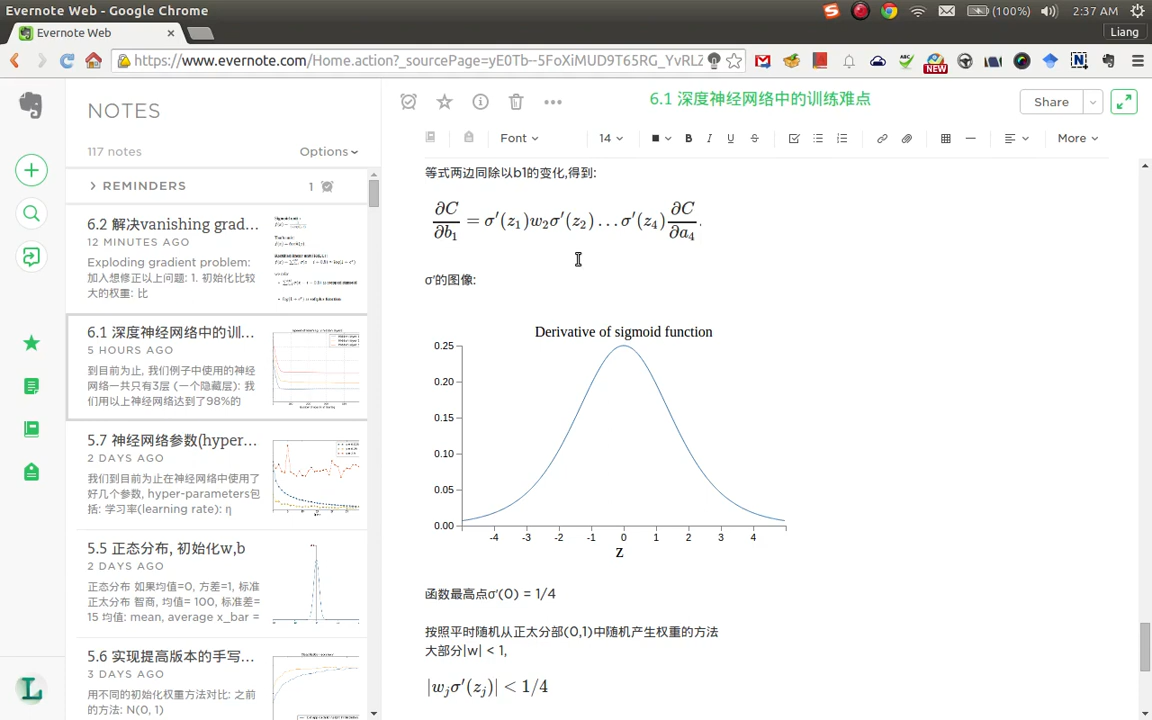 Evernote Web - Google Chrome
(100%)
2:37 AM
Evernote Web
Liang
https://www.evernote.com/Home.action?_sourcePage=yE0Tb--5FoXiMUD9T65RG_YvRLZ
NEW
NOTES
117 notes
Options
REMINDERS
1
6.2 解决vanishing grad...
12 MINUTES AGO
Exploding gradient problem:
加入想修正以上问题: 1. 初始化比较
大的权重: 比
6.1 深度神经网络中的训...
5 HOURS AGO
到目前为止, 我们例子中使用的神经
网络一共只有3层 (一个隐藏层): 我
们用以上神经网络达到了98%的
5.7 神经网络参数(hyper...
2 DAYS AGO
我们到目前为止在神经网络中使用了
好几个参数, hyper-parameters包
括: 学习率(learning rate): η
5.5 正态分布, 初始化w,b
2 DAYS AGO
正态分布 如果均值=0, 方差=1, 标准
正太分布 智商, 均值= 100, 标准差=
15 均值: mean, average x_bar =
5.6 实现提高版本的手写...
3 DAYS AGO
用不同的初始化权重方法对比: 之前
的方法: N(0, 1)
6.1 深度神经网络中的训练难点
Share
Font
14
B
I
U
More
等式两边同除以b1的变化,得到:
∂C/∂b₁ = σ′(z₁)w₂σ′(z₂)…σ′(z₄)∂C/∂a₄.
σ'的图像:
Derivative of sigmoid function
0.25
0.20
0.15
0.10
0.05
0.00
-4 -3 -2 -1 0 1 2 3 4
Z
函数最高点σ'(0) = 1/4
按照平时随机从正太分部(0,1)中随机产生权重的方法
大部分|w| < 1,
|wⱼσ′(zⱼ)| < 1/4